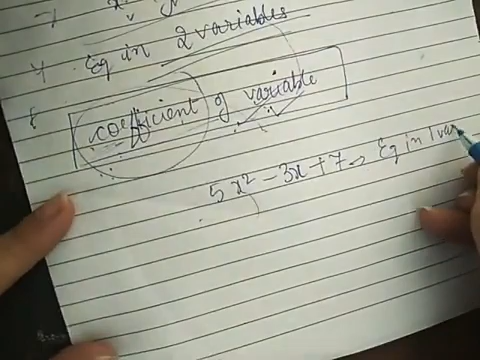 Eq in 2 variables
coefficient of variable
5x² - 3x + 7 → Eq in 1 var